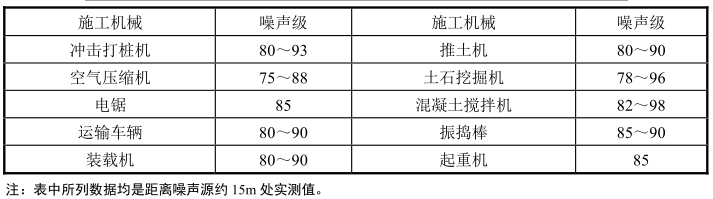 施工机械 噪声级 施工机械 噪声级
冲击打桩机 80～93 推土机 80～90
空气压缩机 75～88 土石挖掘机 78～96
电锯 85 混凝土搅拌机 82～98
运输车辆 80～90 振捣棒 85～90
装载机 80～90 起重机 85
注：表中所列数据均是距离噪声源约 15m 处实测值。